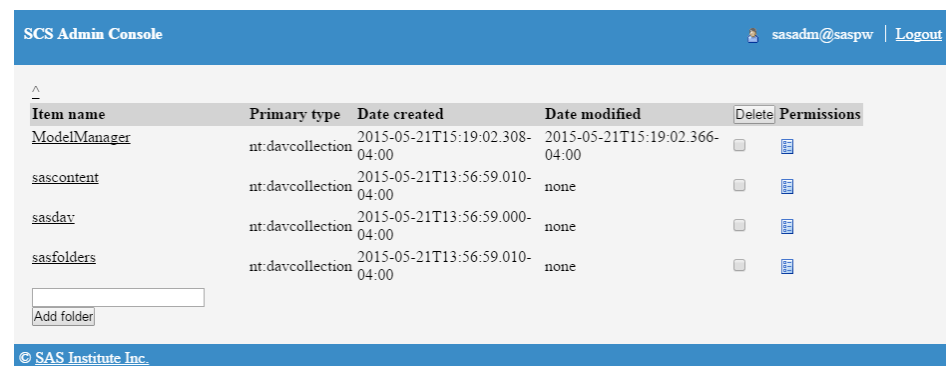 SCS Admin Console sasadm@saspw Logout
^
Item name Primary type Date created Date modified Delete Permissions
ModelManager nt:davcollection 2015-05-21T15:19:02.308- 2015-05-21T15:19:02.366-
04:00 04:00
sascontent nt:davcollection 2015-05-21T13:56:59.010- none
04:00
sasdav nt:davcollection 2015-05-21T13:56:59.000- none
04:00
sasfolders nt:davcollection 2015-05-21T13:56:59.010- none
04:00
Add folder
© SAS Institute Inc.